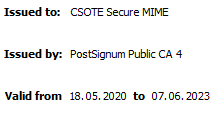 Issued to: CSOTE Secure MIME
Issued by: PostSignum Public CA 4
Valid from 18.05.2020 to 07.06.2023